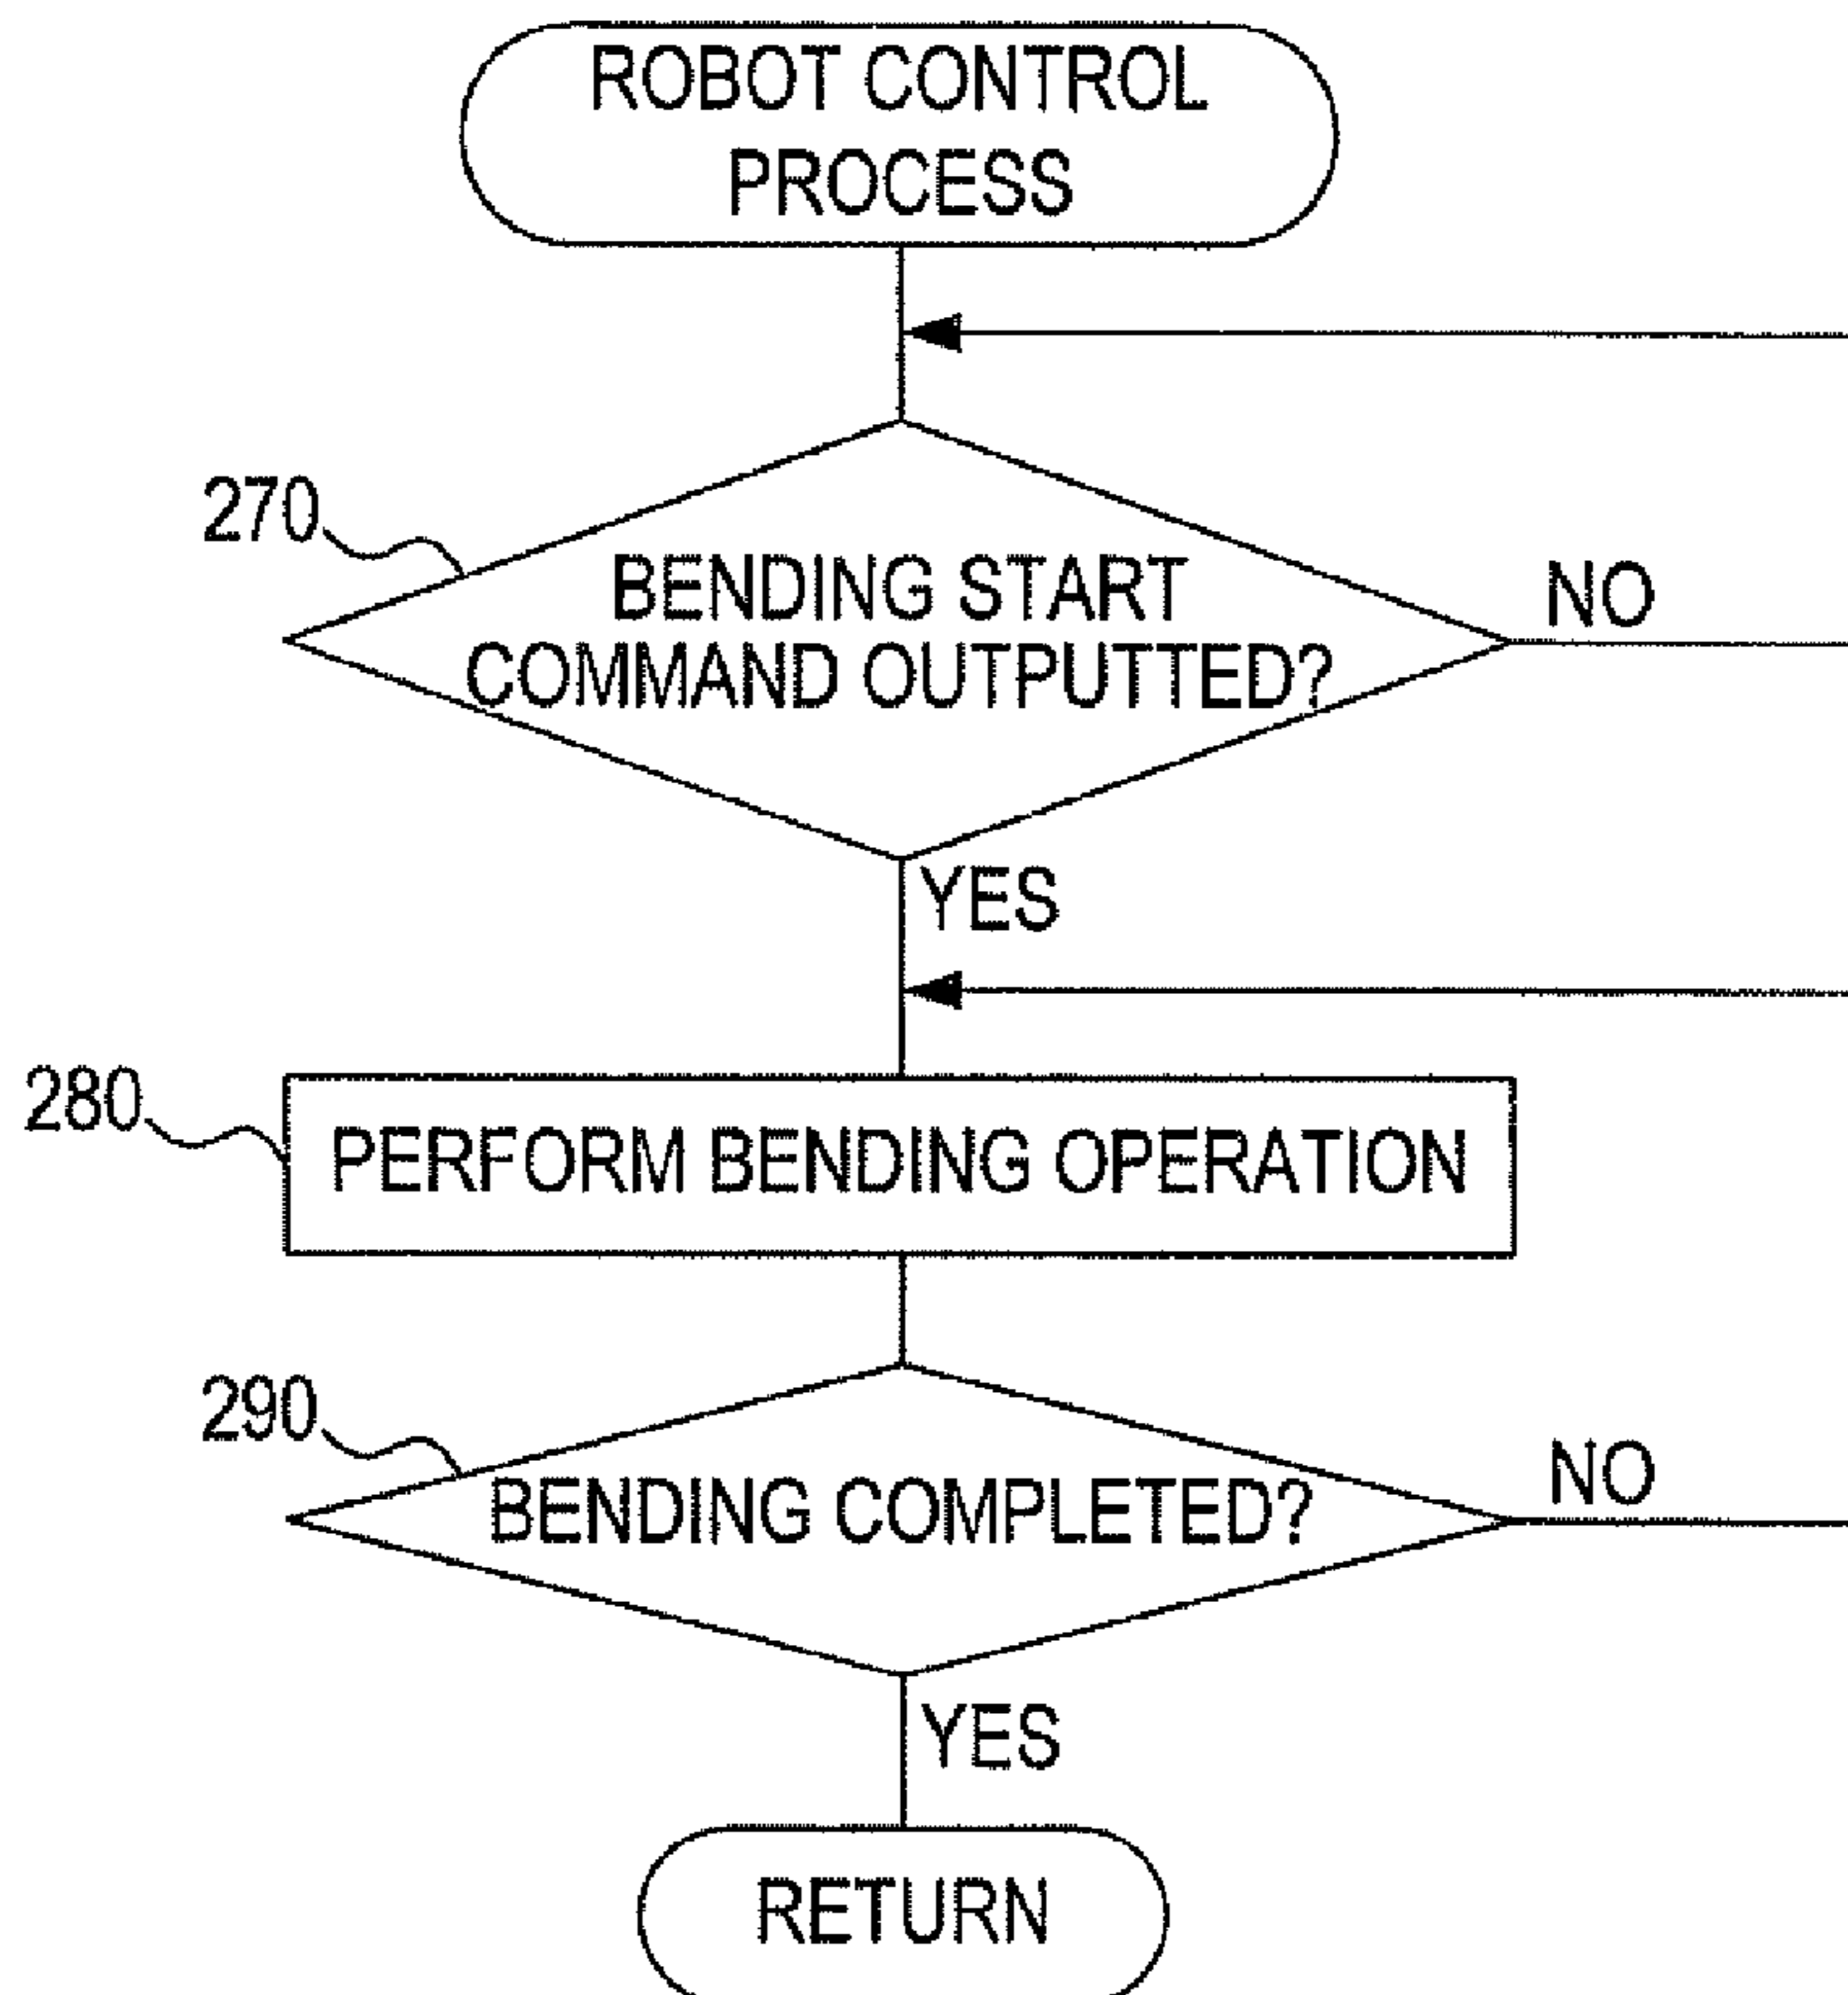 ROBOT CONTROL
PROCESS
270
BENDING START
COMMAND OUTPUTTED?
NO
YES
280
PERFORM BENDING OPERATION
290
BENDING COMPLETED?
NO
YES
RETURN